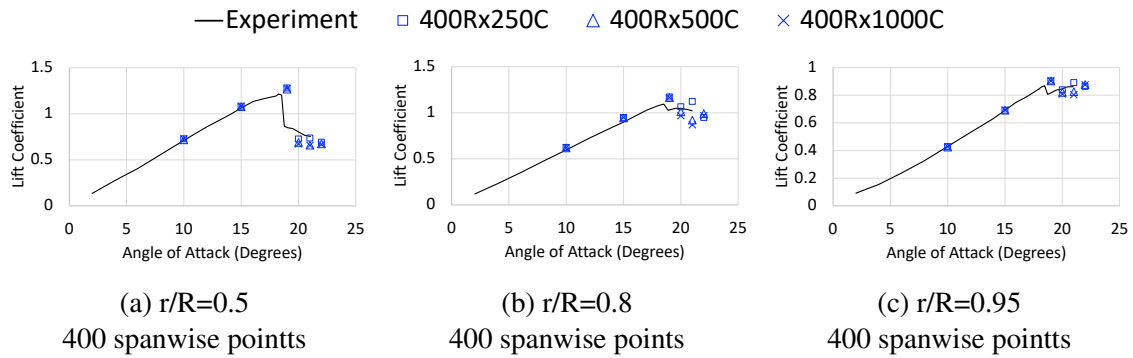 Experiment 400Rx250C 400Rx500C 400Rx1000C
Lift Coefficient
1.5
1
0.5
0
0 5 10 15 20 25
Angle of Attack (Degrees)
(a) r/R=0.5
400 spanwise pointts
Lift Coefficient
1.5
1
0.5
0
0 5 10 15 20 25
Angle of Attack (Degrees)
(b) r/R=0.8
400 spanwise points
Lift Coefficient
1
0.8
0.6
0.4
0.2
0
0 5 10 15 20 25
Angle of Attack (Degrees)
(c) r/R=0.95
400 spanwise pointts